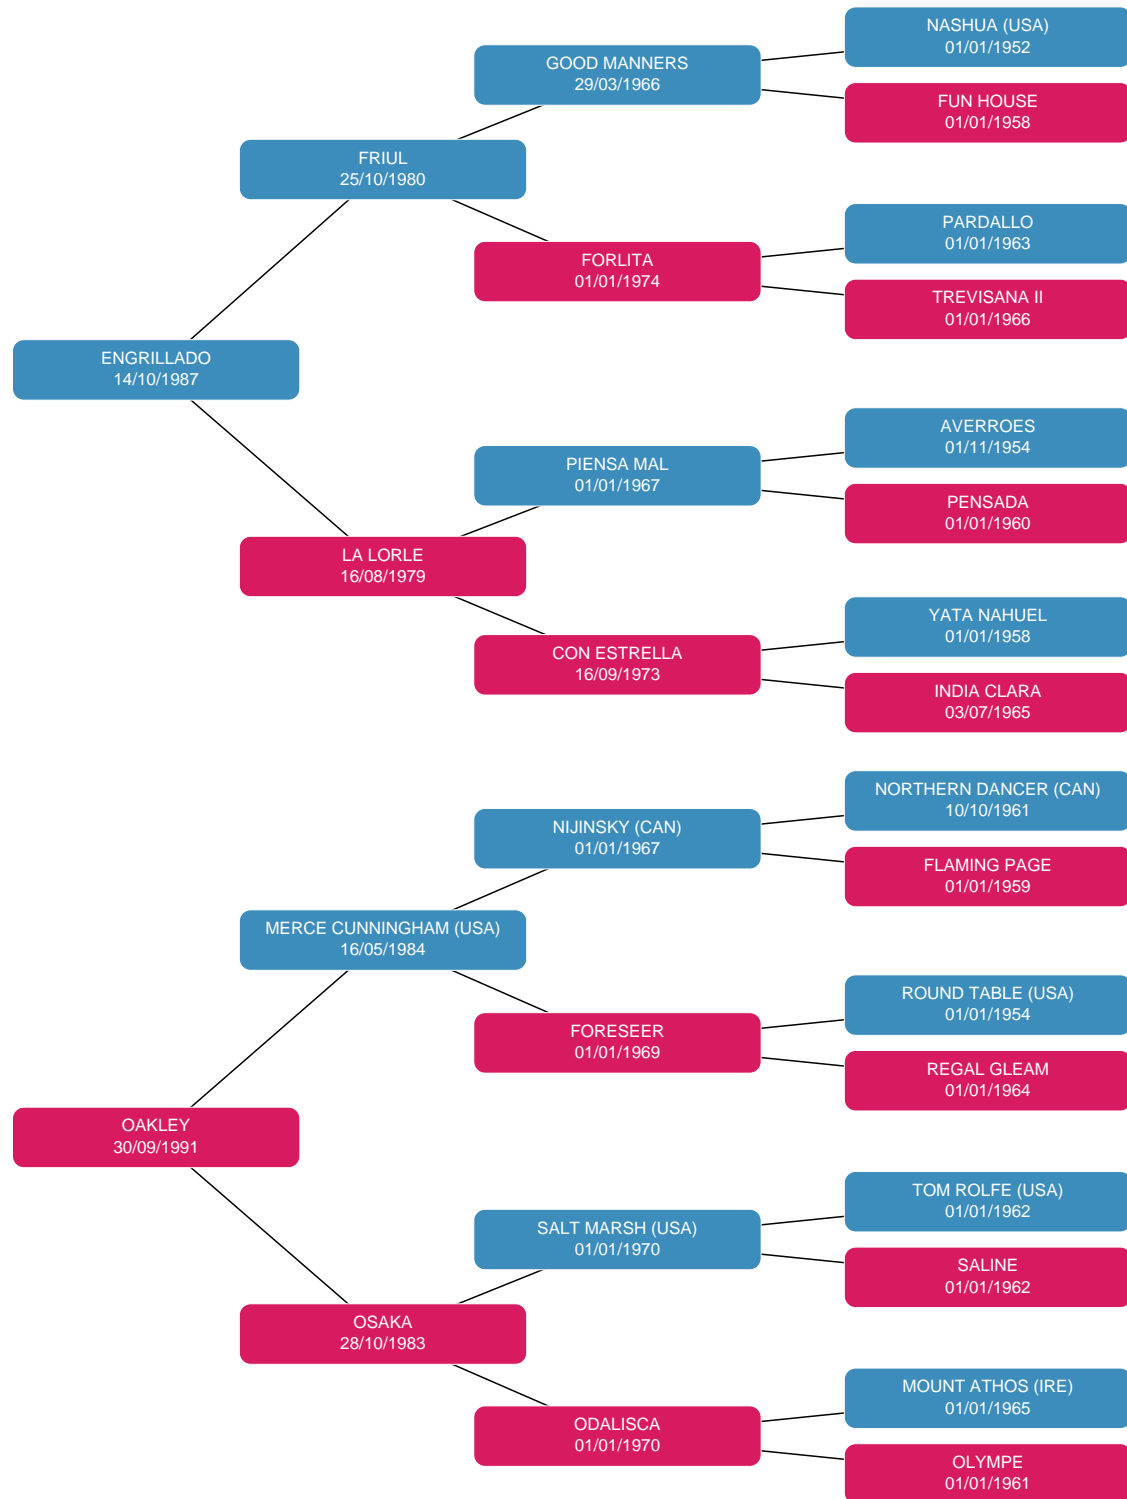 NASHUA (USA)
01/01/1952
GOOD MANNERS
29/03/1966
FUN HOUSE
01/01/1958
FRIUL
25/10/1980
PARDALLO
01/01/1963
FORLITA
01/01/1974
TREVISANA II
01/01/1966
ENGRILLADO
14/10/1987
AVERROES
01/11/1954
PIENSA MAL
01/01/1967
PENSADA
01/01/1960
LA LORLE
16/08/1979
YATA NAHUEL
01/01/1958
CON ESTRELLA
16/09/1973
INDIA CLARA
03/07/1965
NORTHERN DANCER (CAN)
10/10/1961
NIJINSKY (CAN)
01/01/1967
FLAMING PAGE
01/01/1959
MERCE CUNNINGHAM (USA)
16/05/1984
ROUND TABLE (USA)
01/01/1954
FORESEER
01/01/1969
REGAL GLEAM
01/01/1964
OAKLEY
30/09/1991
TOM ROLFE (USA)
01/01/1962
SALT MARSH (USA)
01/01/1970
SALINE
01/01/1962
OSAKA
28/10/1983
MOUNT ATHOS (IRE)
01/01/1965
ODALISCA
01/01/1970
OLYMPE
01/01/1961